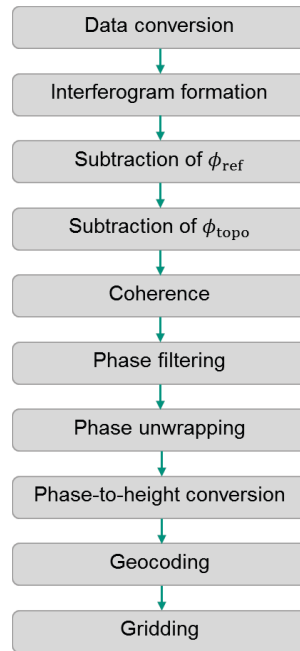 Data conversion
Interferogram formation
Subtraction of ϕref
Subtraction of ϕtopo
Coherence
Phase filtering
Phase unwrapping
Phase-to-height conversion
Geocoding
Gridding